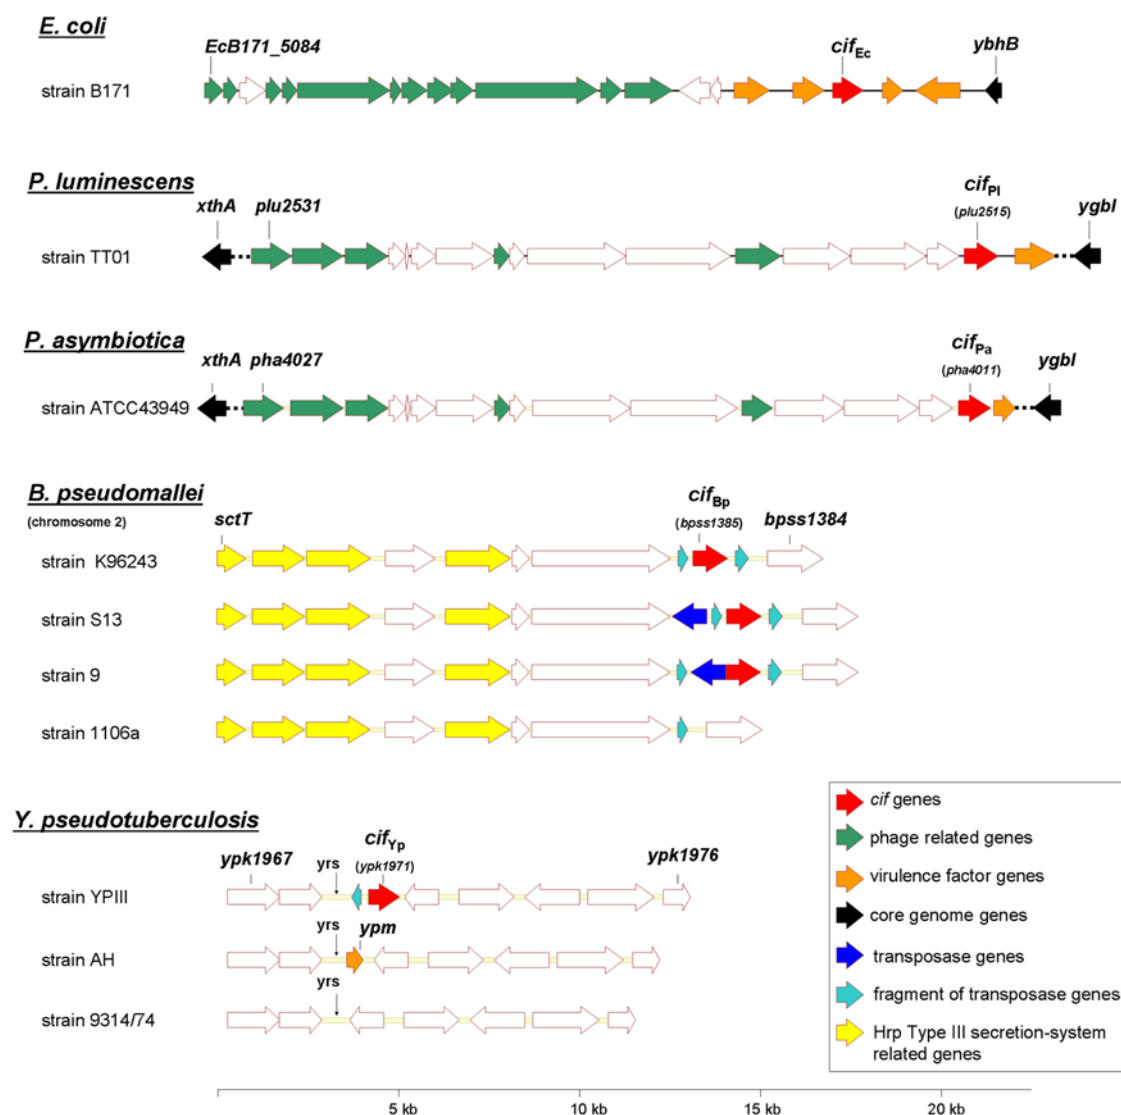 E. coli
EcB171_5084 cifEc ybhB
strain B171
P. luminescens
xthA plu2531 cifPl (plu2515) ygbI
strain TT01
P. asymbiotica
xthA pha4027 cifPa (pha4011) ygbI
strain ATCC43949
B. pseudomallei
(chromosome 2) sctT cifBp (bpss1385) bpss1384
strain K96243
strain S13
strain 9
strain 1106a
Y. pseudotuberculosis
ypk1967 yrs cifYp (ypk1971) ypk1976
strain YPIII
yrs ypm
strain AH
yrs
strain 9314/74
cif genes
phage related genes
virulence factor genes
core genome genes
transposase genes
fragment of transposase genes
Hrp Type III secretion-system
related genes
5 kb 10 kb 15 kb 20 kb